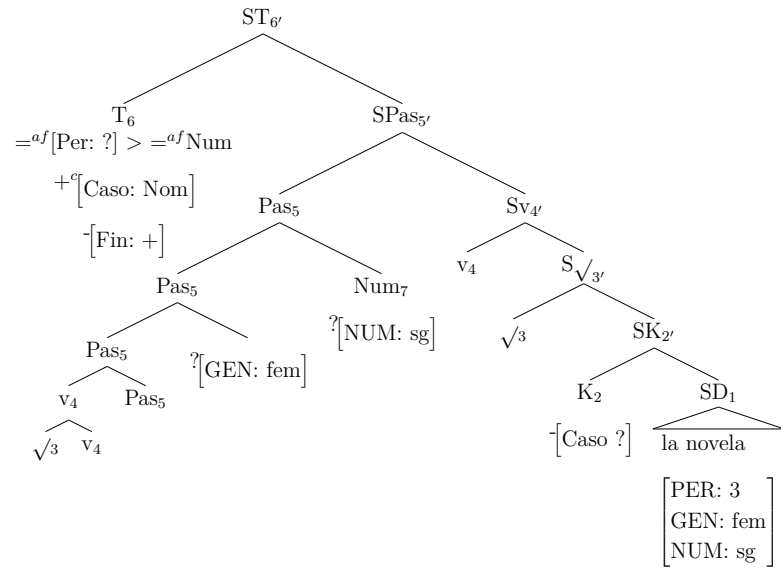 ST₆′
T₆ SPas₅′
=ᵃᶠ[Per: ?] > =ᵃᶠNum
+ᶜ[Caso: Nom] Pas₅ Sv₄′
-[Fin: +]
v₄ S√₃′
Pas₅ Num₇
?[NUM: sg] √₃ SK₂′
Pas₅ ?[GEN: fem]
v₄ Pas₅ K₂ SD₁
√₃ v₄ -[Caso ?] la novela
[PER: 3
GEN: fem
NUM: sg]